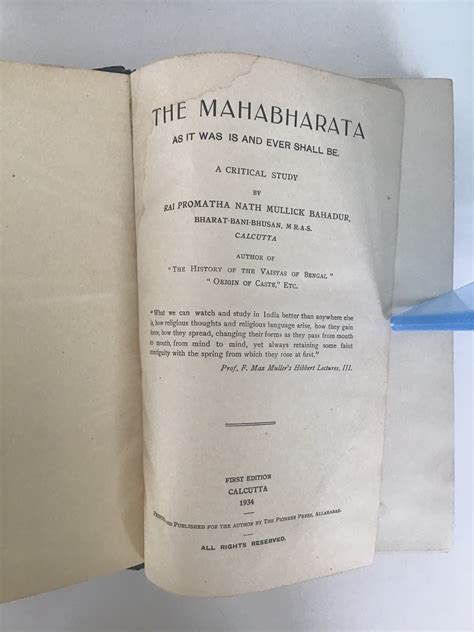 THE MAHABHARATA
AS IT WAS IS AND EVER SHALL BE.
A CRITICAL STUDY
BY
RAI PROMATHA NATH MULLICK BAHADUR,
BHARAT-BANI-BHUSAN, M R.A.S.
CALCUTTA
AUTHOR OF
"THE HISTORY OF THE VAISYAS OF BENGAL"
"ORIGIN OF CASTE," ETC.
"What we can watch and study in India better than anywhere else
is, how religious thoughts and religious language arise, how they gain
force, how they spread, changing their forms as they pass from mouth
to mouth, from mind to mind, yet always retaining some faint
contiguity with the spring from which they rose at first."
Prof. F. Max Muller's Hibbert Lectures, III.
FIRST EDITION
CALCUTTA
1934
PRINTED AND PUBLISHED FOR THE AUTHOR BY THE PIONEER PRESS, ALLAHABAD.
ALL RIGHTS RESERVED.